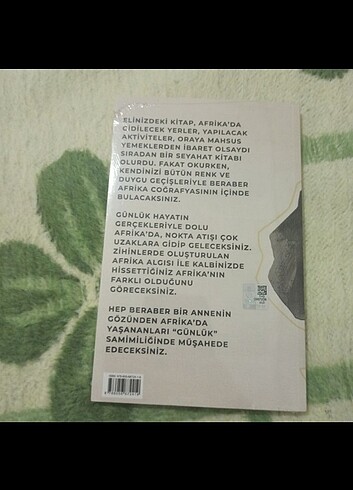 ELİNİZDEKİ KİTAP, AFRİKA'DA
GİDİLECEK YERLER, YAPILACAK
AKTİVİTELER, ORAYA MAHSUS
YEMEKLERDEN İBARET OLSAYDI
SIRADAN BİR SEYAHAT KİTABI
OLURDU. FAKAT OKURKEN,
KENDİNİZİ BÜTÜN RENK VE
DUYGU GEÇİŞLERİYLE BERABER
AFRİKA COĞRAFYASININ İÇİNDE
BULACAKSINIZ.
GÜNLÜK HAYATIN
GERÇEKLERİYLE DOLU
AFRİKA'DA, NOKTA ATIŞI ÇOK
UZAKLARA GİDİP GELECEKSİNİZ.
ZİHİNLERDE OLUŞTURULAN
AFRİKA ALGISI İLE KALBİNİZDE
HİSSETTİĞİNİZ AFRİKA'NIN
FARKLI OLDUĞUNU
GÖRECEKSİNİZ.
HEP BERABER BİR ANNENİN
GÖZÜNDEN AFRİKA'DA
YAŞANANLARI "GÜNLÜK"
SAMİMİLİĞİNDE MÜŞAHEDE
EDECEKSİNİZ.